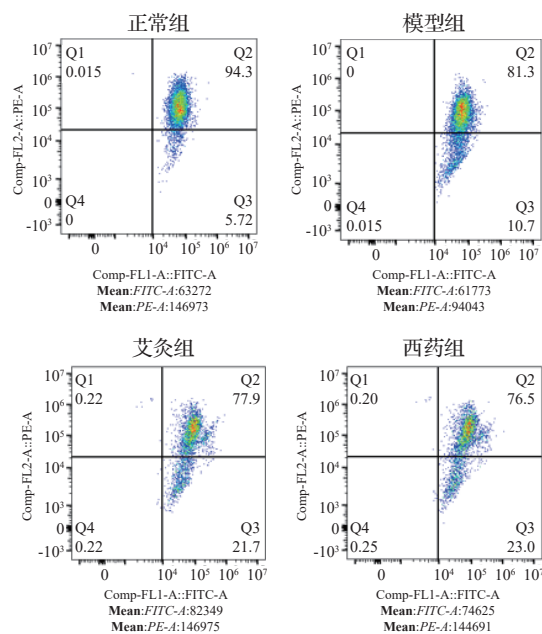 正常组
Q1
0.015
Q2
94.3
Q4
0
Q3
5.72
10⁷
10⁶
10⁵
10⁴
10³
0
-10³
0
10⁴ 10⁵ 10⁶ 10⁷
Comp-FL2-A::PE-A
Comp-FL1-A::FITC-A
Mean:FITC-A:63272
Mean:PE-A:146973
模型组
Q1
0
Q2
81.3
Q4
0.015
Q3
10.7
10⁷
10⁶
10⁵
10⁴
10³
0
-10³
0
10⁴ 10⁵ 10⁶ 10⁷
Comp-FL2-A::PE-A
Comp-FL1-A::FITC-A
Mean:FITC-A:61773
Mean:PE-A:94043
艾灸组
Q1
0.22
Q2
77.9
Q4
0.22
Q3
21.7
10⁷
10⁶
10⁵
10⁴
10³
0
-10³
0
10⁴ 10⁵ 10⁶ 10⁷
Comp-FL2-A::PE-A
Comp-FL1-A::FITC-A
Mean:FITC-A:82349
Mean:PE-A:146975
西药组
Q1
0.20
Q2
76.5
Q4
0.25
Q3
23.0
10⁷
10⁶
10⁵
10⁴
10³
0
-10³
0
10⁴ 10⁵ 10⁶ 10⁷
Comp-FL2-A::PE-A
Comp-FL1-A::FITC-A
Mean:FITC-A:74625
Mean:PE-A:144691